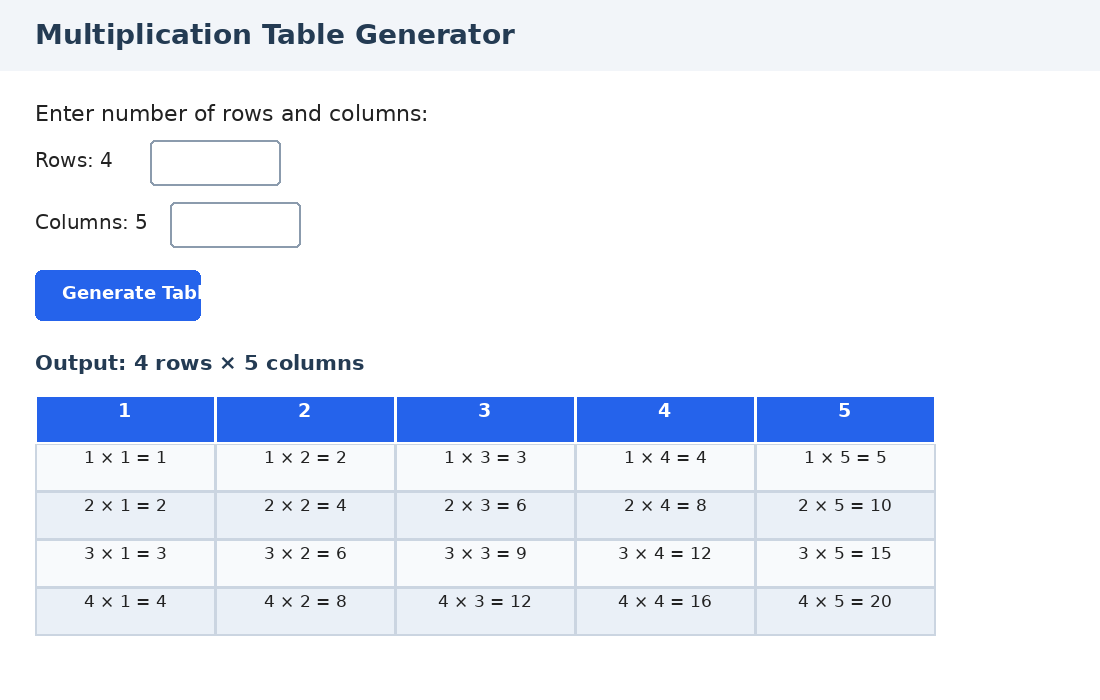 Multiplication Table Generator
Enter number of rows and columns:
Rows: 4
Columns: 5
Generate Tabl
Output: 4 rows × 5 columns
1 2 3 4 5
1 × 1 = 1 1 × 2 = 2 1 × 3 = 3 1 × 4 = 4 1 × 5 = 5
2 × 1 = 2 2 × 2 = 4 2 × 3 = 6 2 × 4 = 8 2 × 5 = 10
3 × 1 = 3 3 × 2 = 6 3 × 3 = 9 3 × 4 = 12 3 × 5 = 15
4 × 1 = 4 4 × 2 = 8 4 × 3 = 12 4 × 4 = 16 4 × 5 = 20